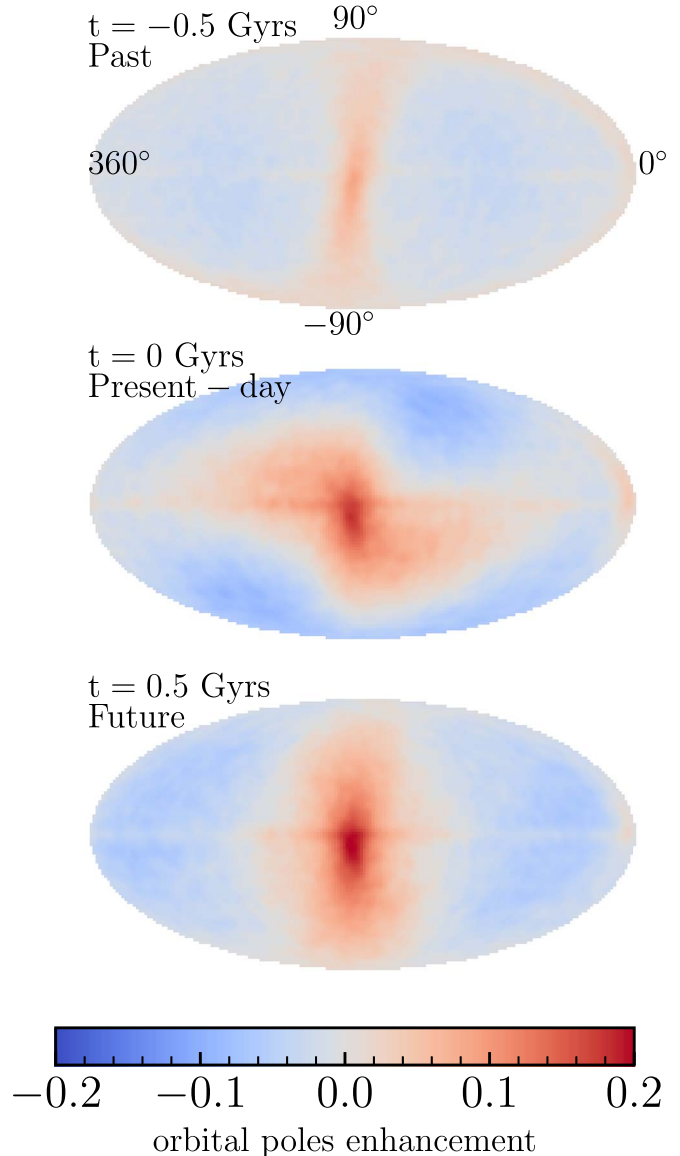 t = −0.5 Gyrs
90°
Past
360°
0°
−90°
t = 0 Gyrs
Present − day
t = 0.5 Gyrs
Future
−0.2 −0.1 0.0 0.1 0.2
orbital poles enhancement